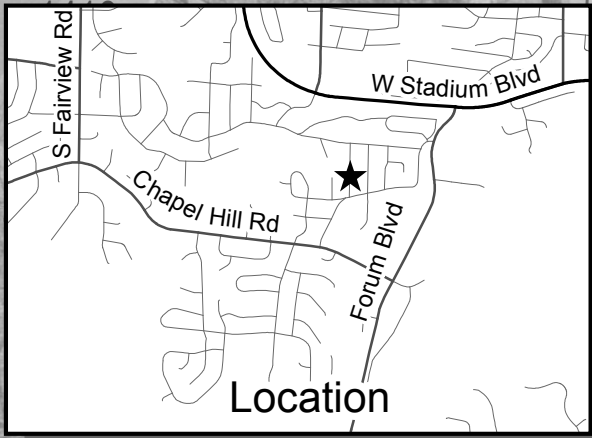 S Fairview Rd
W Stadium Blvd
Chapel Hill Rd
Forum Blvd
Location